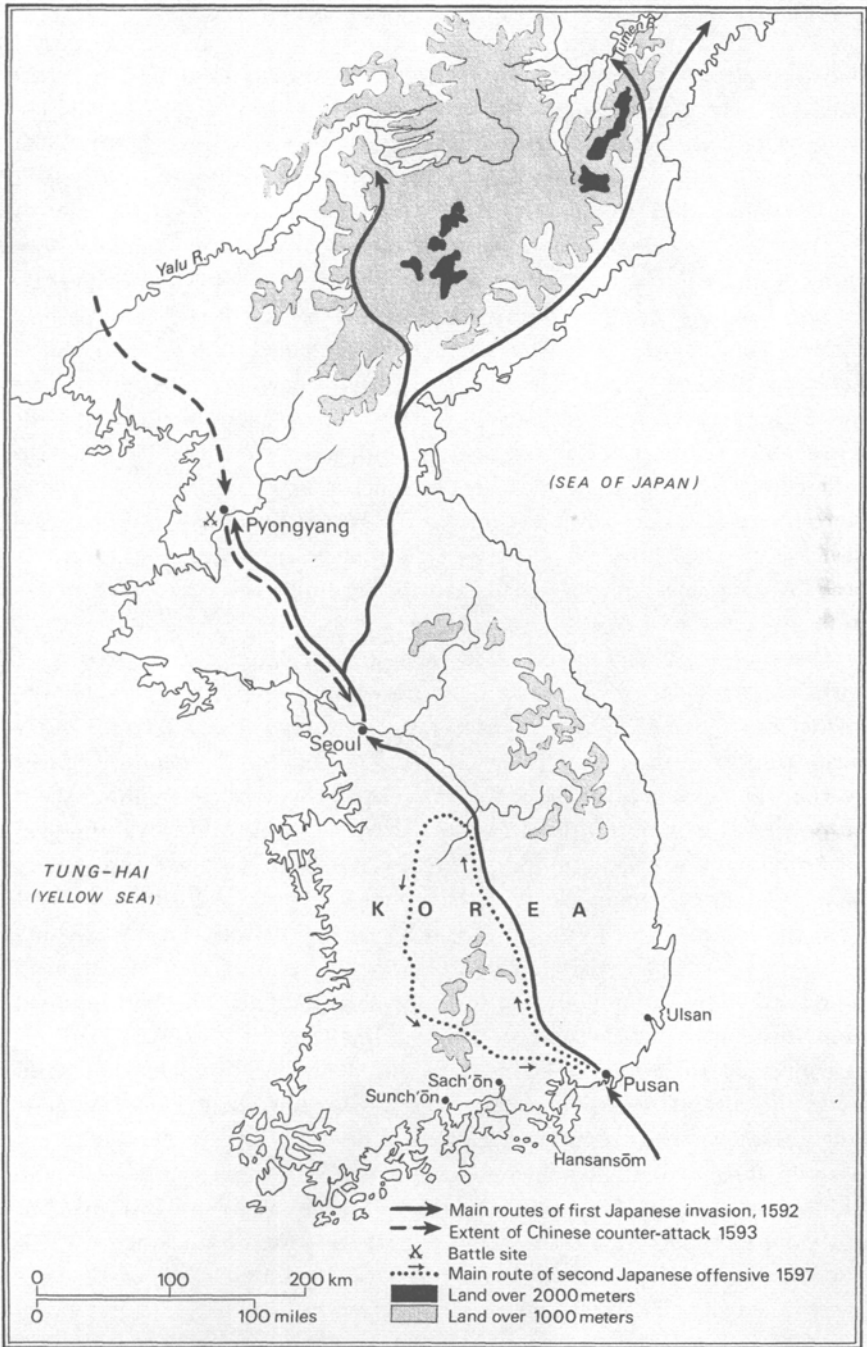 Tumen R.
Yalu R.
(SEA OF JAPAN)
Pyongyang
Seoul
TUNG-HAI
(YELLOW SEA)
KOREA
Ulsan
Pusan
Sach'ŏn
Sunch'ŏn
Hansansŏm
Main routes of first Japanese invasion, 1592
Extent of Chinese counter-attack 1593
X Battle site
Main route of second Japanese offensive 1597
Land over 2000 meters
Land over 1000 meters
0 100 200 km
0 100 miles